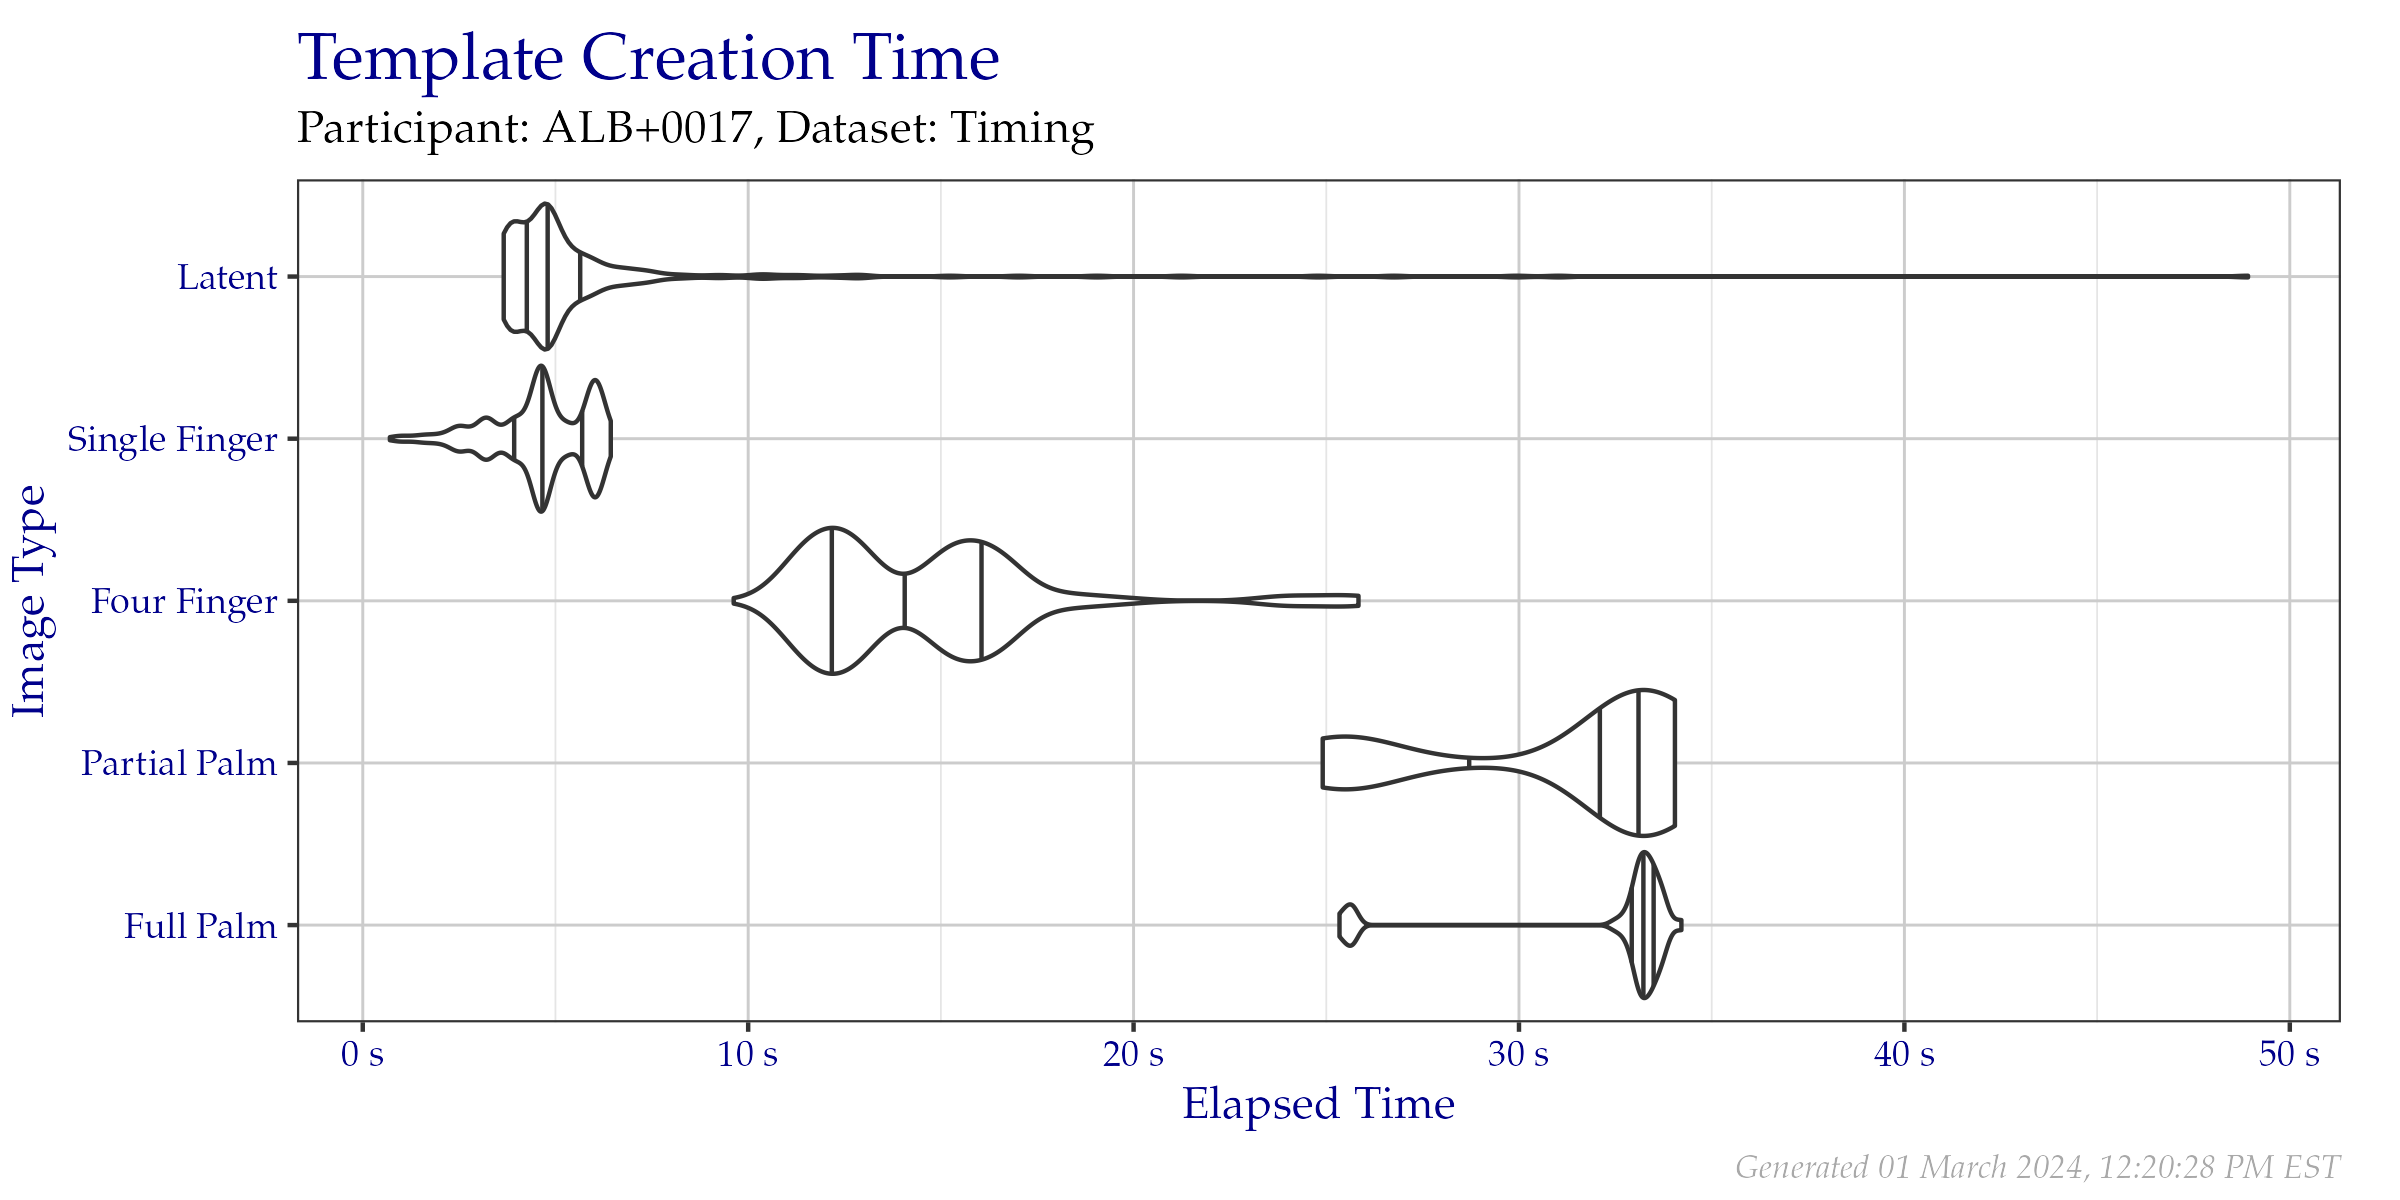 Template Creation Time
Participant: ALB+0017, Dataset: Timing
Image Type
Latent
Single Finger
Four Finger
Partial Palm
Full Palm
0 s 10 s 20 s 30 s 40 s 50 s
Elapsed Time
Generated 01 March 2024, 12:20:28 PM EST